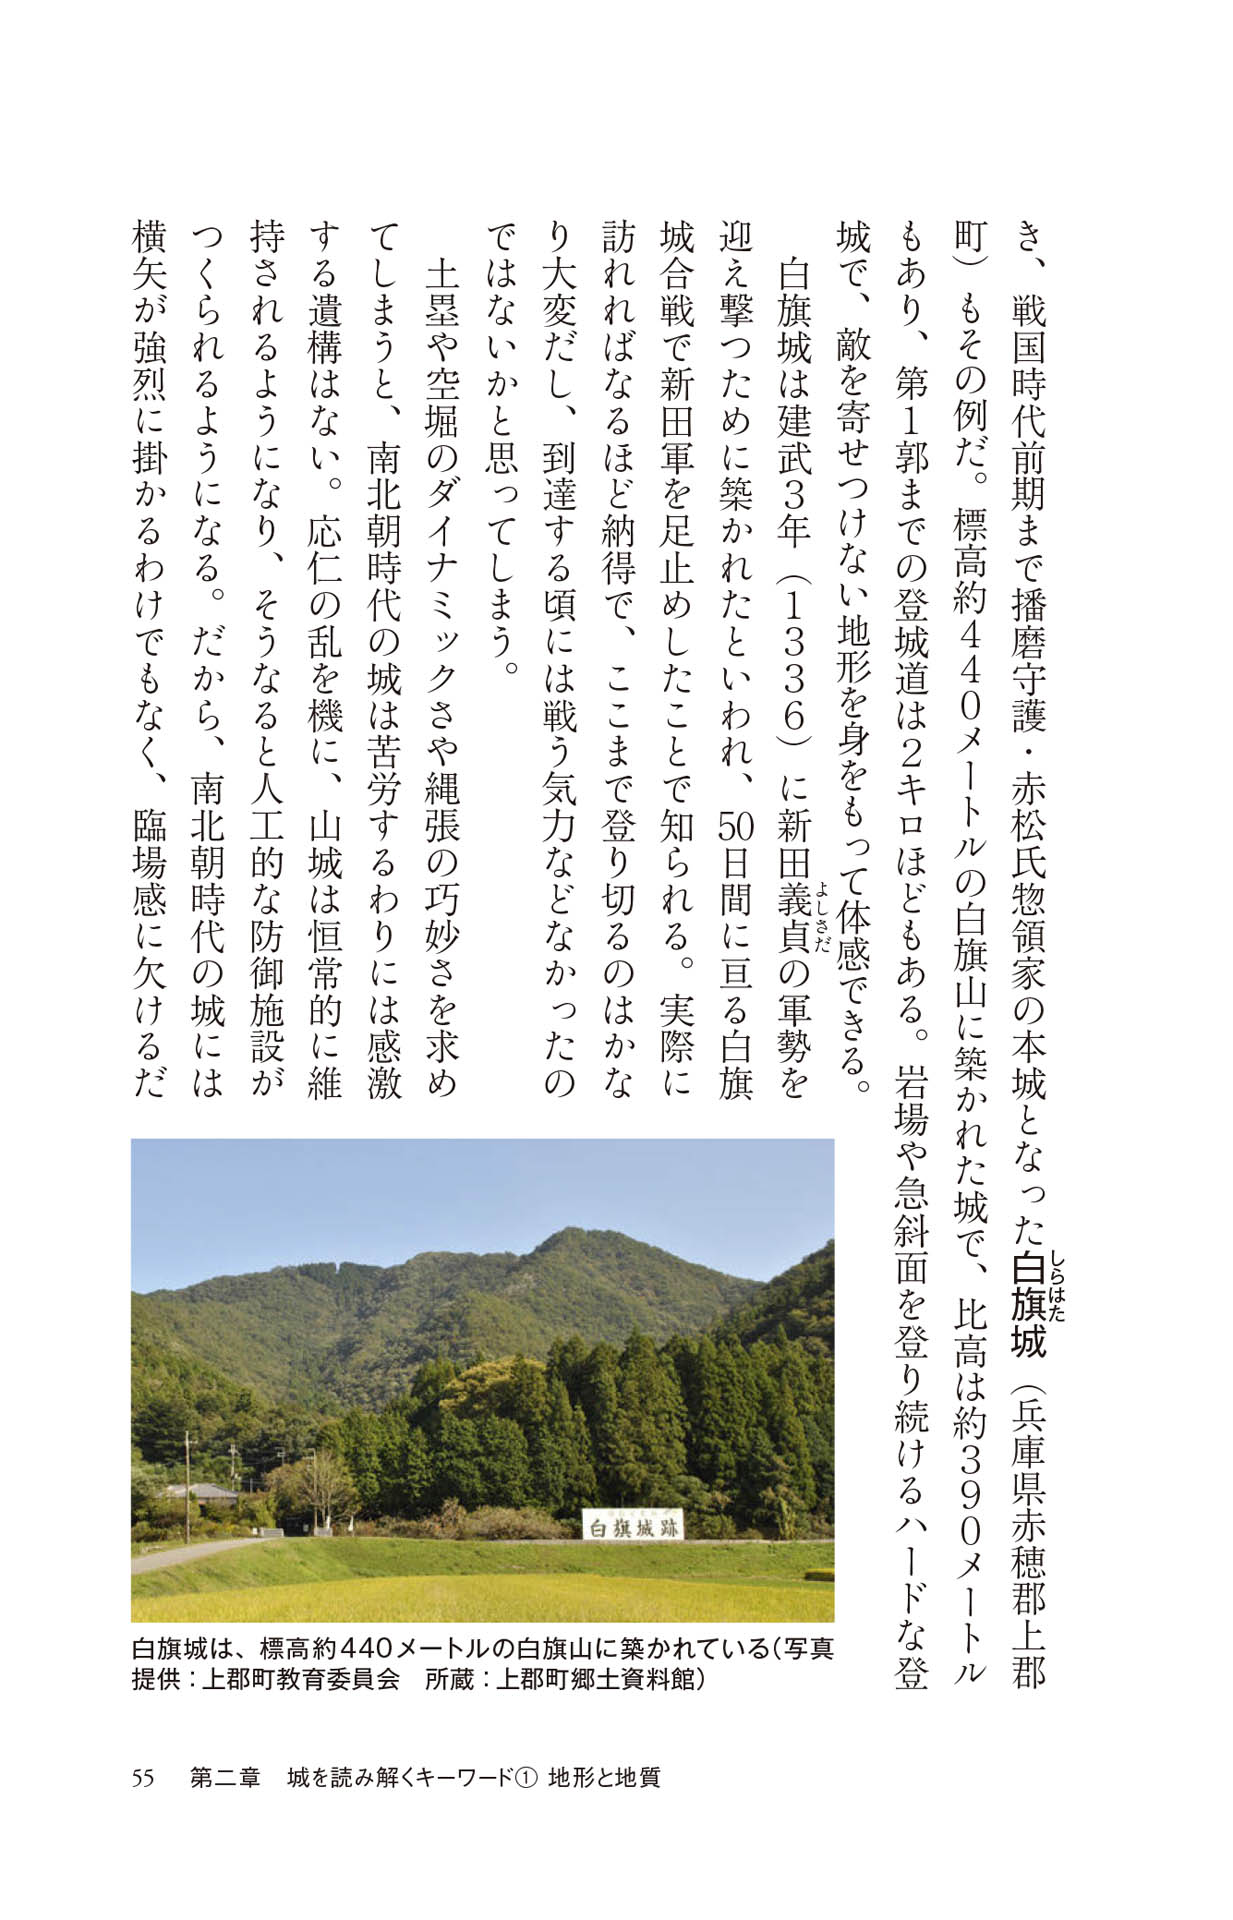 き、戦国時代前期まで播磨守護・赤松氏惣領家の本城となった白旗城（兵庫県赤穂郡上郡
しらはた
町）もその例だ。標高約４４０メートルの白旗山に築かれた城で、比高は約３９０メートル
もあり、第１郭までの登城道は２キロほどもある。岩場や急斜面を登り続けるハードな登
城で、敵を寄せつけない地形を身をもって体感できる。
白旗城は建武３年（１３３６）に新田義貞の軍勢を
よしさだ
迎え撃つために築かれたといわれ、50日間に亘る白旗
城合戦で新田軍を足止めしたことで知られる。実際に
訪れればなるほど納得で、ここまで登り切るのはかな
り大変だし、到達する頃には戦う気力などなかったの
ではないかと思ってしまう。
土塁や空堀のダイナミックさや縄張の巧妙さを求め
てしまうと、南北朝時代の城は苦労するわりには感激
する遺構はない。応仁の乱を機に、山城は恒常的に維
持されるようになり、そうなると人工的な防御施設が
つくられるようになる。だから、南北朝時代の城には
横矢が強烈に掛かるわけでもなく、臨場感に欠けるだ
白旗城跡
白旗城は、標高約440メートルの白旗山に築かれている（写真
提供：上郡町教育委員会　所蔵：上郡町郷土資料館）
55　第二章　城を読み解くキーワード① 地形と地質